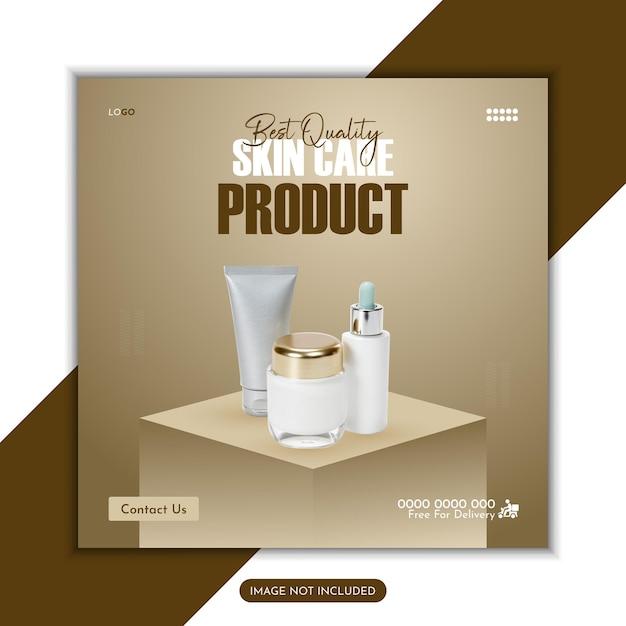 LOGO
Best Quality
SKIN CARE
PRODUCT
Contact Us
0000 0000 000
Free For Delivery
IMAGE NOT INCLUDED